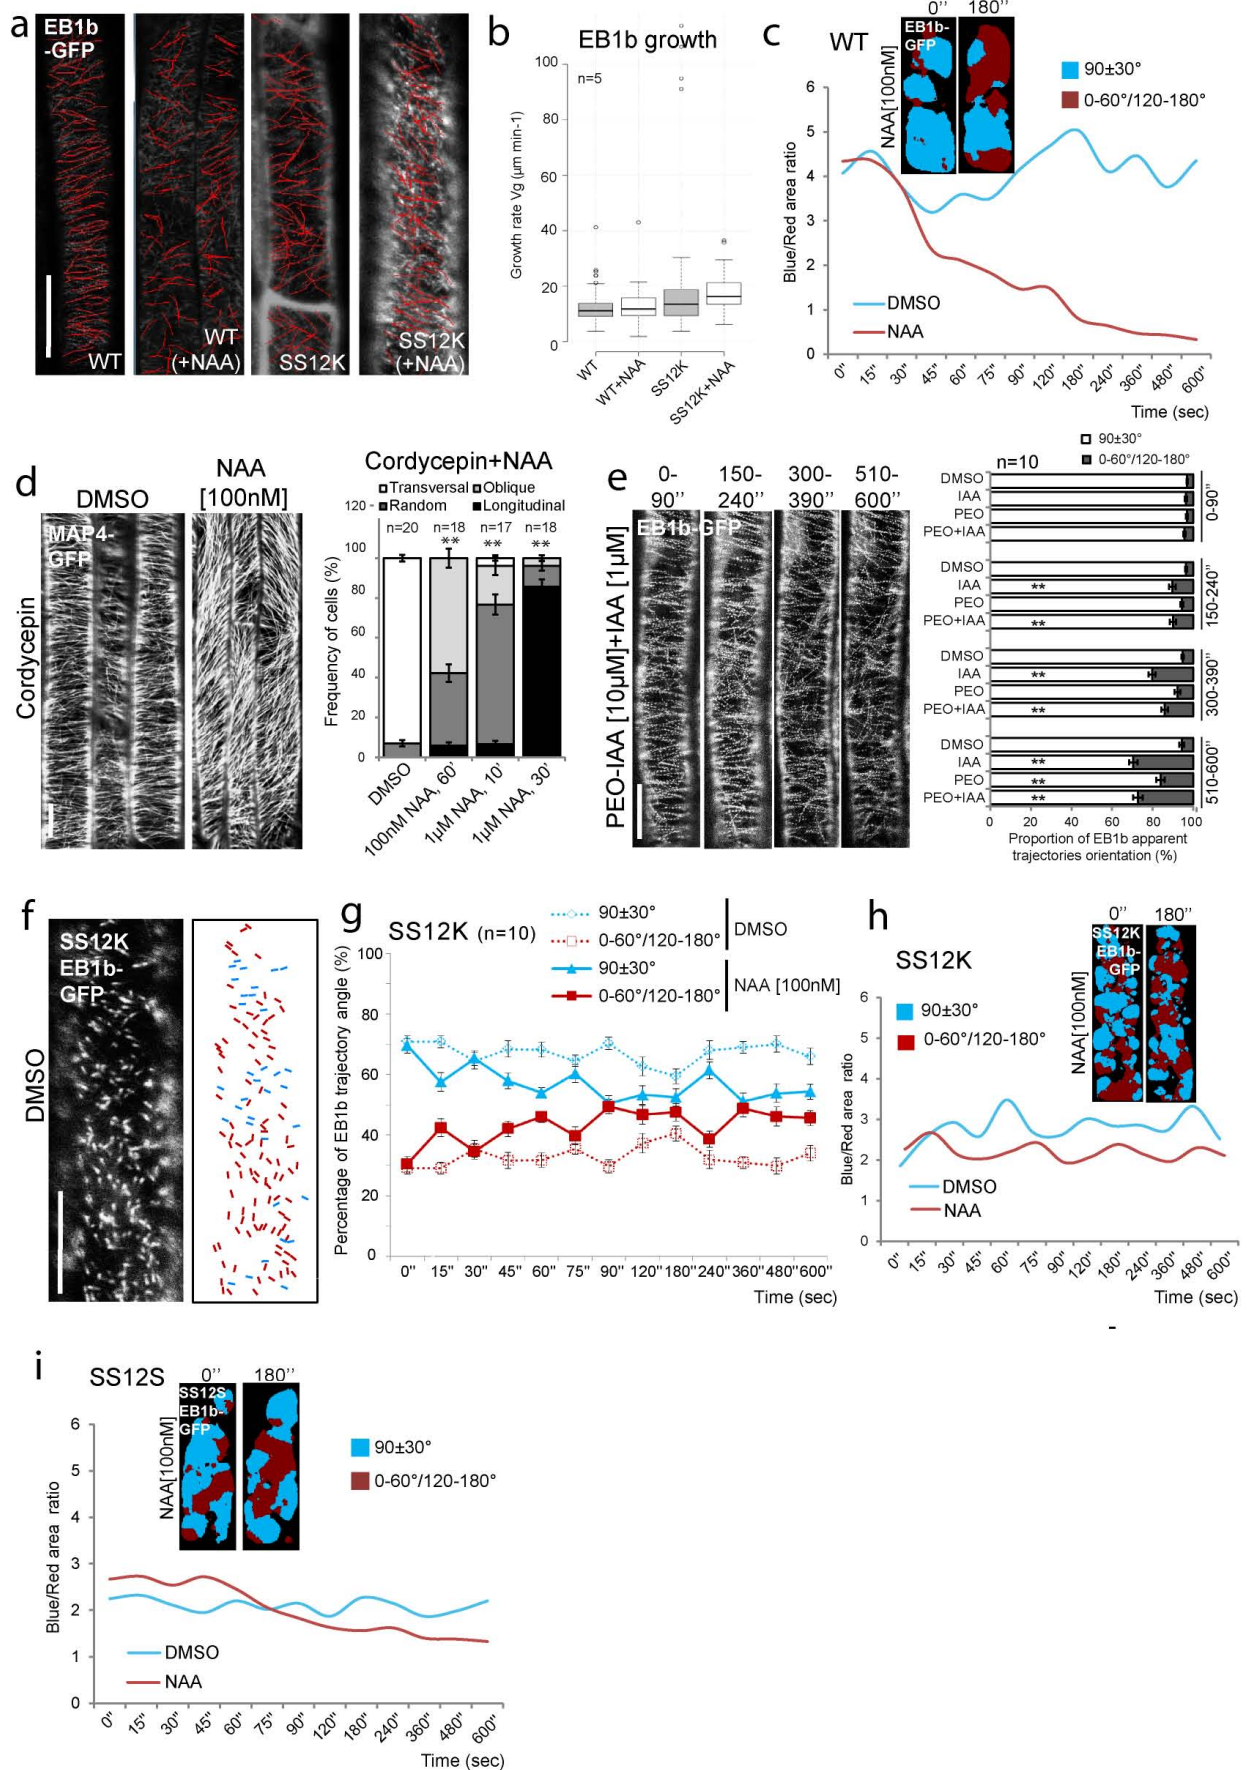 a
EB1b
-GFP
WT
WT
(+NAA)
SS12K
SS12K
(+NAA)
b
EB1b growth
n=5
Growth rate Vg (µm min-1)
100
80
60
40
20
0
WT
WT+NAA
SS12K
SS12K+NAA
c
WT
0''
180''
EB1b-
GFP
NAA[100nM]
90±30°
0-60°/120-180°
Blue/Red area ratio
6
5
4
3
2
1
0
DMSO
NAA
0"
15"
30"
45"
60"
75"
90"
120"
180"
240"
360"
480"
600"
Time (sec)
d
DMSO
NAA
[100nM]
MAP4-
GFP
Cordycepin
Cordycepin+NAA
Transversal
Oblique
Random
Longitudinal
n=20
n=18
n=17
n=18
**
**
**
Frequency of cells (%)
120
100
80
60
40
20
0
DMSO
100nM NAA, 60'
1µM NAA, 10'
1µM NAA, 30'
e
0-
90''
150-
240''
300-
390''
510-
600''
EB1b-GFP
PEO-IAA [10µM]+IAA [1µM]
90±30°
0-60°/120-180°
n=10
DMSO
IAA
PEO
PEO+IAA
0-90"
DMSO
IAA
**
PEO
PEO+IAA
**
150-240"
DMSO
IAA
**
PEO
PEO+IAA
**
300-390"
DMSO
IAA
**
PEO
**
PEO+IAA
**
510-600"
0
20
40
60
80
100
Proportion of EB1b apparent
trajectories orientation (%)
f
SS12K
EB1b-
GFP
DMSO
g
SS12K (n=10)
90±30°
0-60°/120-180°
DMSO
90±30°
0-60°/120-180°
NAA [100nM]
Percentage of EB1b trajectory angle (%)
100
80
60
40
20
0
0"
15"
30"
45"
60"
75"
90"
120"
180"
240"
360"
480"
600"
Time (sec)
h
SS12K
0''
180''
SS12K
EB1b-
GFP
NAA[100nM]
90±30°
0-60°/120-180°
Blue/Red area ratio
6
5
4
3
2
1
0
DMSO
NAA
0"
15"
30"
45"
60"
75"
90"
120"
180"
240"
360"
480"
600"
Time (sec)
-
i
SS12S
0''
180''
SS12S
EB1b-
GFP
NAA[100nM]
90±30°
0-60°/120-180°
Blue/Red area ratio
6
5
4
3
2
1
0
DMSO
NAA
0"
15"
30"
45"
60"
75"
90"
120"
180"
240"
360"
480"
600"
Time (sec)